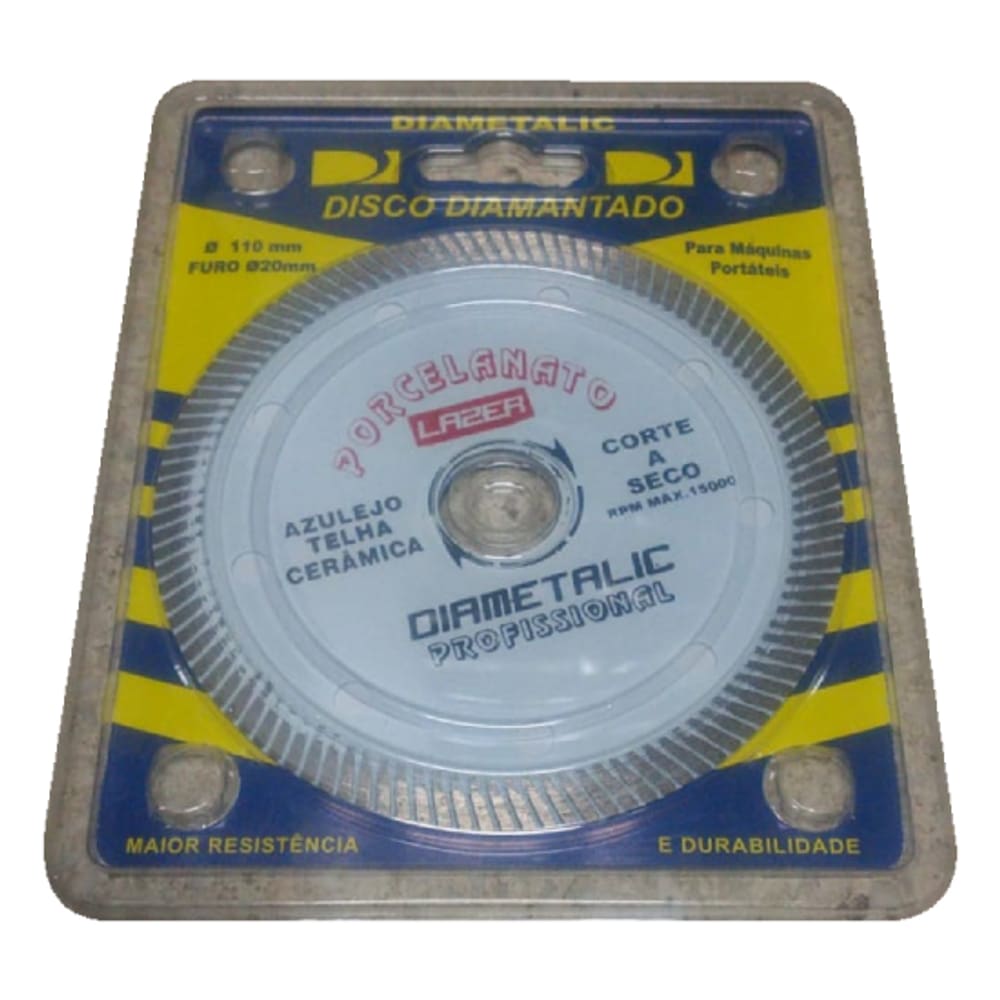 DIAMETALIC
DISCO DIAMANTADO
Ø 110 mm
FURO Ø20mm
Para Máquinas
Portáteis
PORCELANATO
LAZER
CORTE
A
SECO
RPM MAX.15000
AZULEJO
TELHA
CERÂMICA
DIAMETALIC
PROFISSIONAL
MAIOR RESISTÊNCIA
E DURABILIDADE